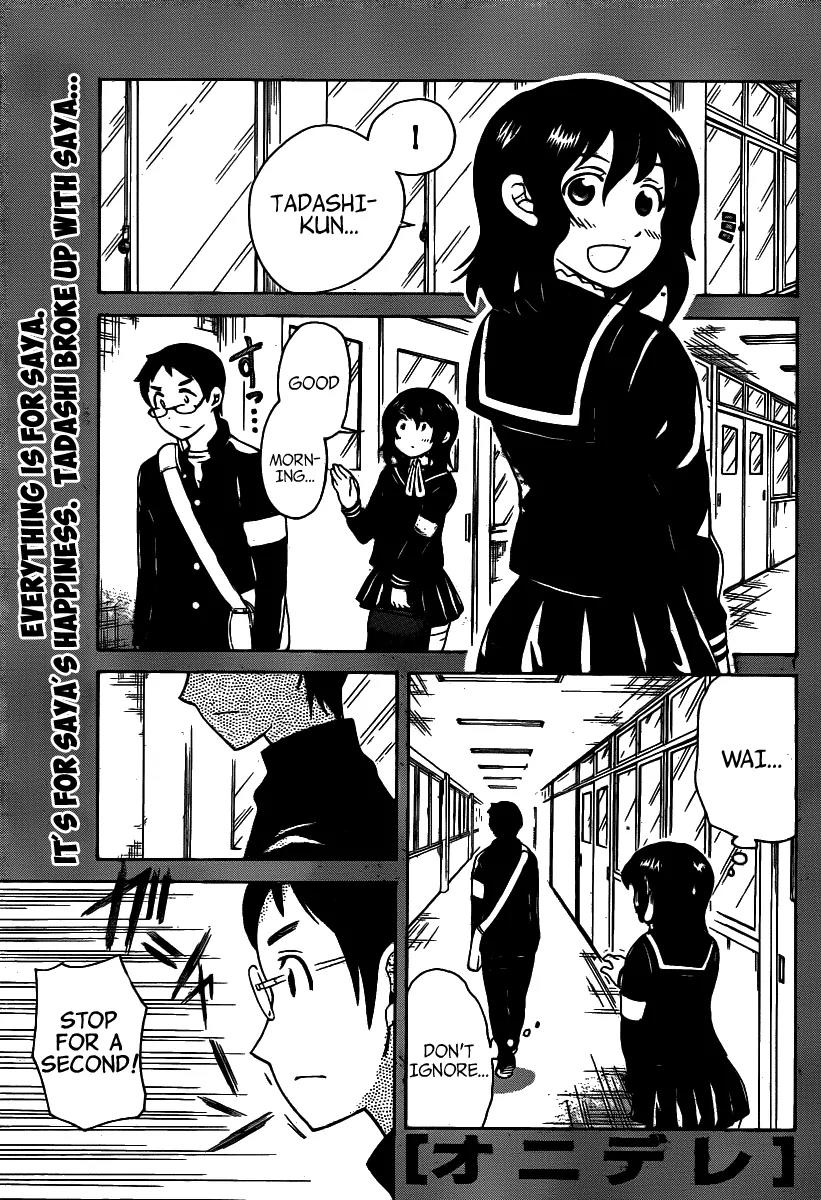 EVERYTHING IS FOR SAYA.
IT'S FOR SAYA'S HAPPINESS. TADASHI BROKE UP WITH SAYA...
I
TADASHI-
KUN...
GOOD
MORN-
ING...
すっ…
WAI...
DON'T
IGNORE...
STOP
FOR A
SECOND!
[オニデレ]